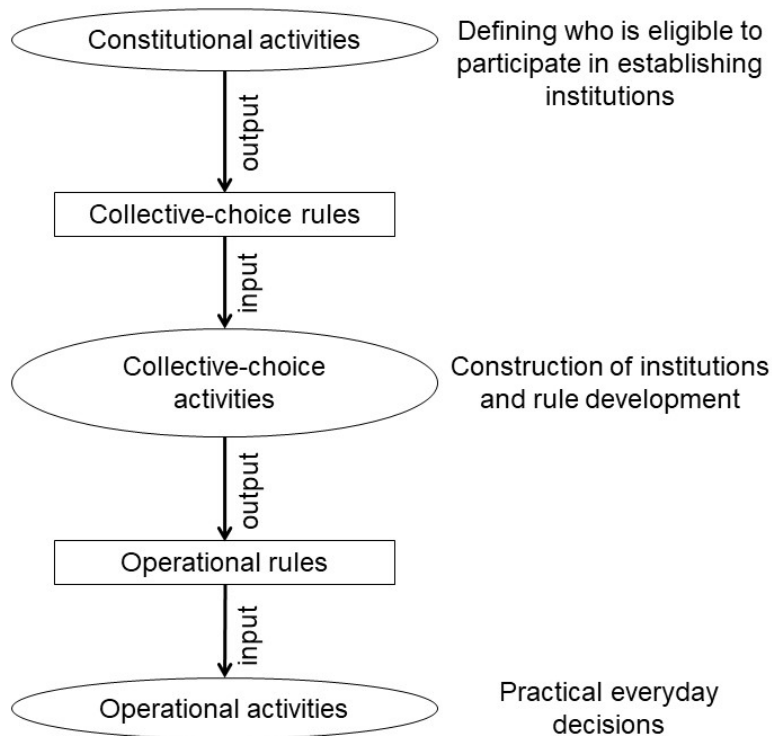 Constitutional activities
Defining who is eligible to
participate in establishing
institutions
output
Collective-choice rules
input
Collective-choice
activities
Construction of institutions
and rule development
output
Operational rules
input
Operational activities
Practical everyday
decisions